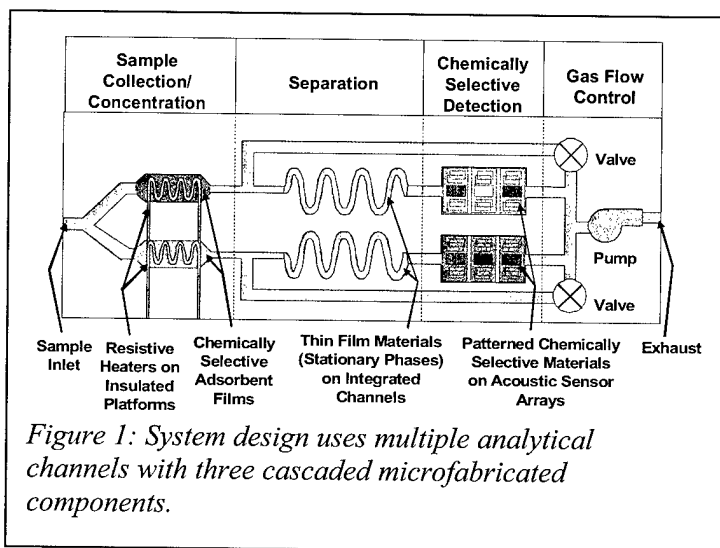 Sample
Collection/
Concentration
Separation
Chemically
Selective
Detection
Gas Flow
Control
Valve
Pump
Valve
Sample
Inlet
Resistive
Heaters on
Insulated
Platforms
Chemically
Selective
Adsorbent
Films
Thin Film Materials
(Stationary Phases)
on Integrated
Channels
Patterned Chemically
Selective Materials
on Acoustic Sensor
Arrays
Exhaust
Figure 1: System design uses multiple analytical
channels with three cascaded microfabricated
components.